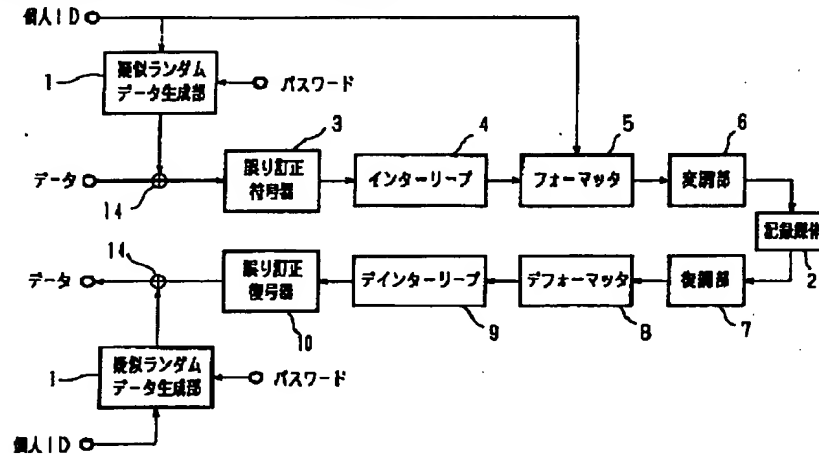 個人ID
1
疑似ランダム
データ生成部
パスワード
データ
14
3
誤り訂正
符号器
4
インターリーブ
5
フォーマッタ
6
変調部
記録媒体
2
データ
14
誤り訂正
復号器
10
デインターリーブ
9
デフォーマッタ
8
復調部
7
1
疑似ランダム
データ生成部
パスワード
個人ID